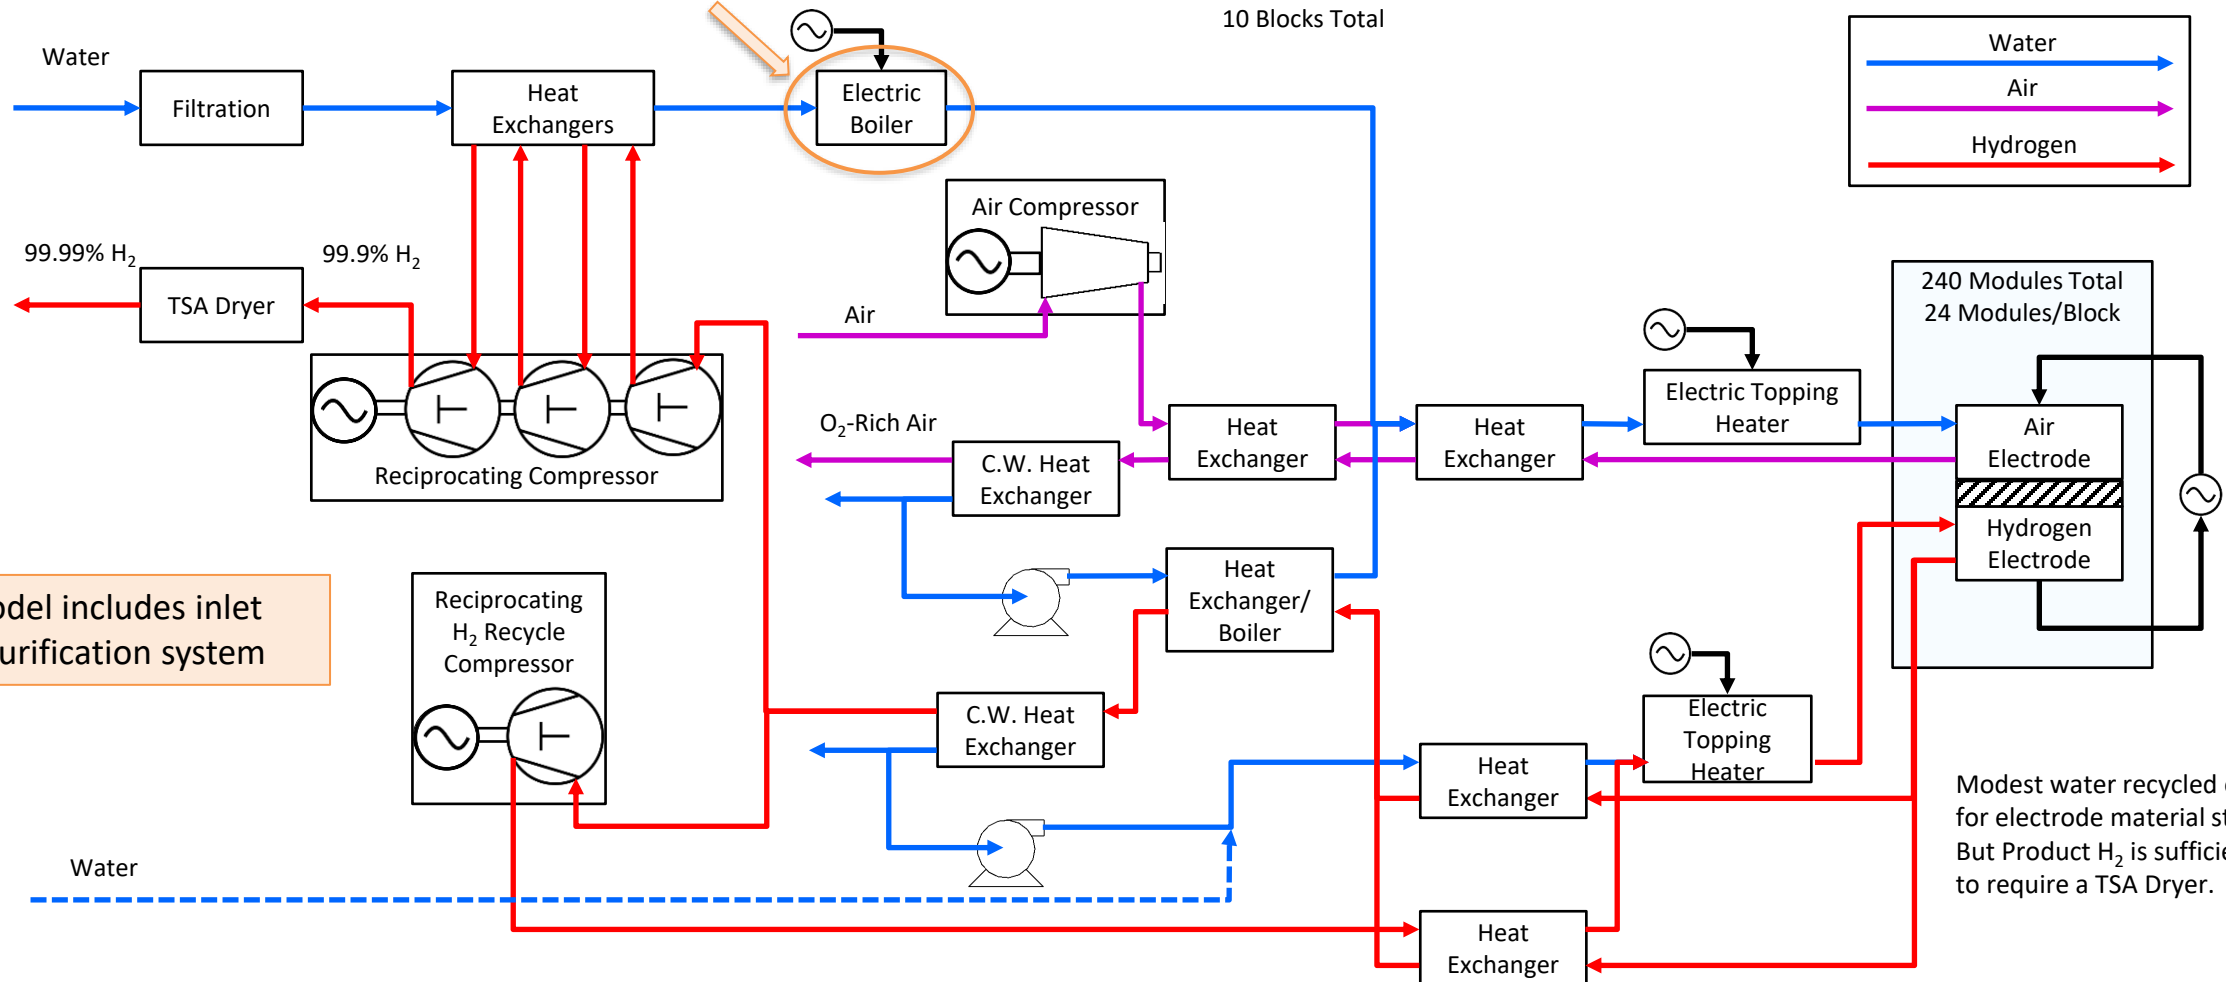 10 Blocks Total
Water
Water
Air
Hydrogen
Filtration
Heat
Exchangers
Electric
Boiler
Air Compressor
99.99% H₂
99.9% H₂
TSA Dryer
Air
240 Modules Total
24 Modules/Block
Electric Topping
Heater
Reciprocating Compressor
O₂-Rich Air
C.W. Heat
Exchanger
Heat
Exchanger
Heat
Exchanger
Air
Electrode
Hydrogen
Electrode
Heat
Exchanger/
Boiler
includes inlet
system
Reciprocating
H₂ Recycle
Compressor
C.W. Heat
Exchanger
Electric
Topping
Heater
Heat
Exchanger
Modest water recycled
for electrode material
But Product H₂ is
to require a TSA Dryer.
Water
Heat
Exchanger